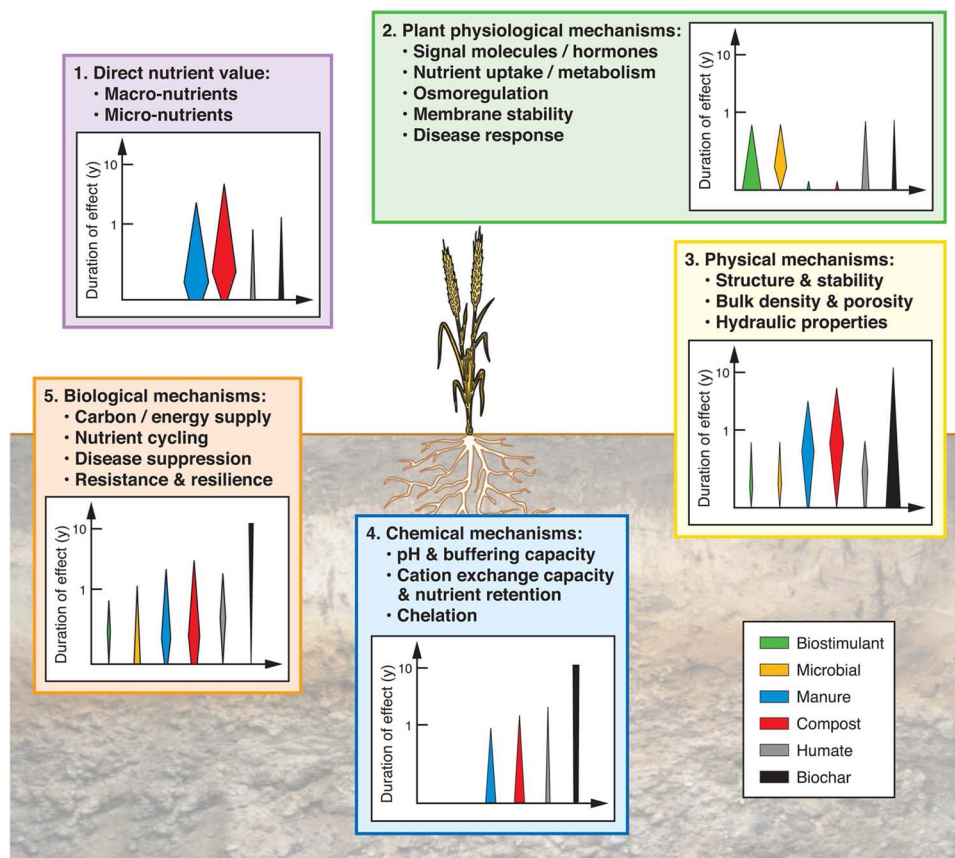 1. Direct nutrient value:
· Macro-nutrients
· Micro-nutrients
Duration of effect (y)
10
1
2. Plant physiological mechanisms:
· Signal molecules / hormones
· Nutrient uptake / metabolism
· Osmoregulation
· Membrane stability
· Disease response
Duration of effect (y)
10
1
3. Physical mechanisms:
· Structure & stability
· Bulk density & porosity
· Hydraulic properties
Duration of effect (y)
10
1
5. Biological mechanisms:
· Carbon / energy supply
· Nutrient cycling
· Disease suppression
· Resistance & resilience
Duration of effect (y)
10
1
4. Chemical mechanisms:
· pH & buffering capacity
· Cation exchange capacity
& nutrient retention
· Chelation
Duration of effect (y)
10
1
Biostimulant
Microbial
Manure
Compost
Humate
Biochar